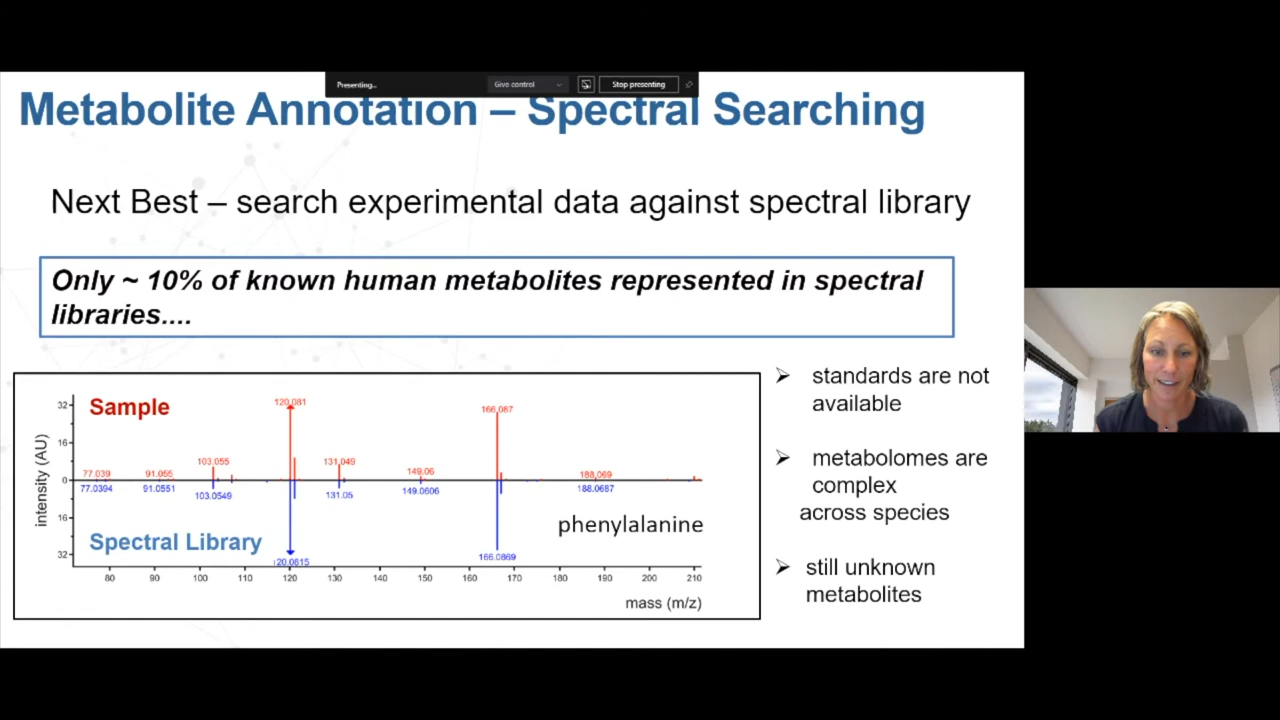 Presenting...
Give control
Stop presenting
Metabolite Annotation – Spectral Searching
Next Best – search experimental data against spectral library
Only ~ 10% of known human metabolites represented in spectral
libraries....
Sample
120.081
166.087
103.055
131.049
77.039
91.055
149.06
188.069
77.0394
91.0551
103.0549
131.05
149.0606
188.0687
Spectral Library
120.0815
166.0869
phenylalanine
intensity (AU)
32
16
0
16
32
80 90 100 110 120 130 140 150 160 170 180 190 200 210
mass (m/z)
➢ standards are not
available
➢ metabolomes are
complex
across species
➢ still unknown
metabolites